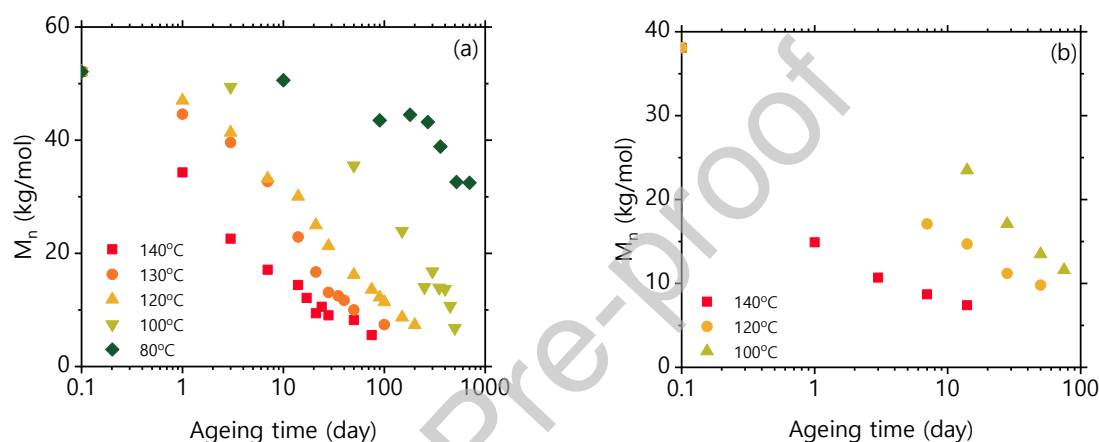 (a)
60
40
20
0
Mn (kg/mol)
140°C
130°C
120°C
100°C
80°C
0.1 1 10 100 1000
Ageing time (day)
(b)
40
30
20
10
0
Mn (kg/mol)
140°C
120°C
100°C
0.1 1 10 100
Ageing time (day)
Pre-proof